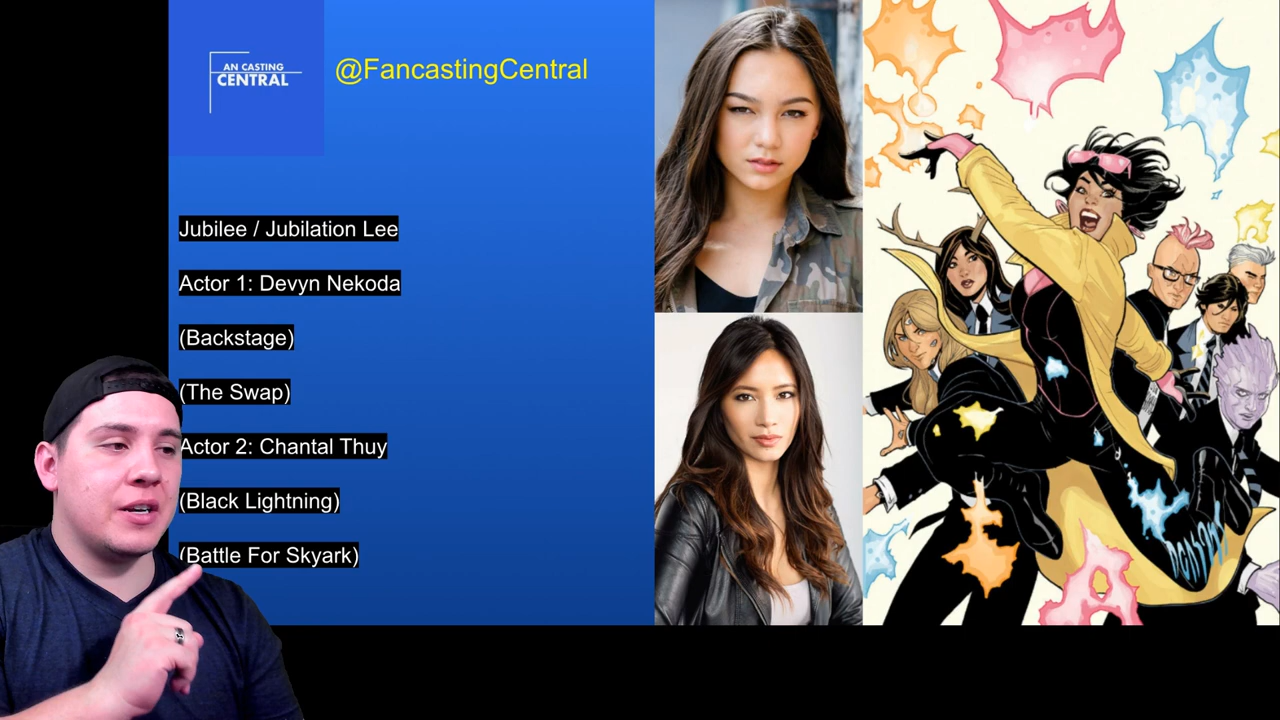 AN CASTING
CENTRAL
@FancastingCentral
Jubilee / Jubilation Lee
Actor 1: Devyn Nekoda
(Backstage)
(The Swap)
Actor 2: Chantal Thuy
(Black Lightning)
(Battle For Skyark)
DODSONS